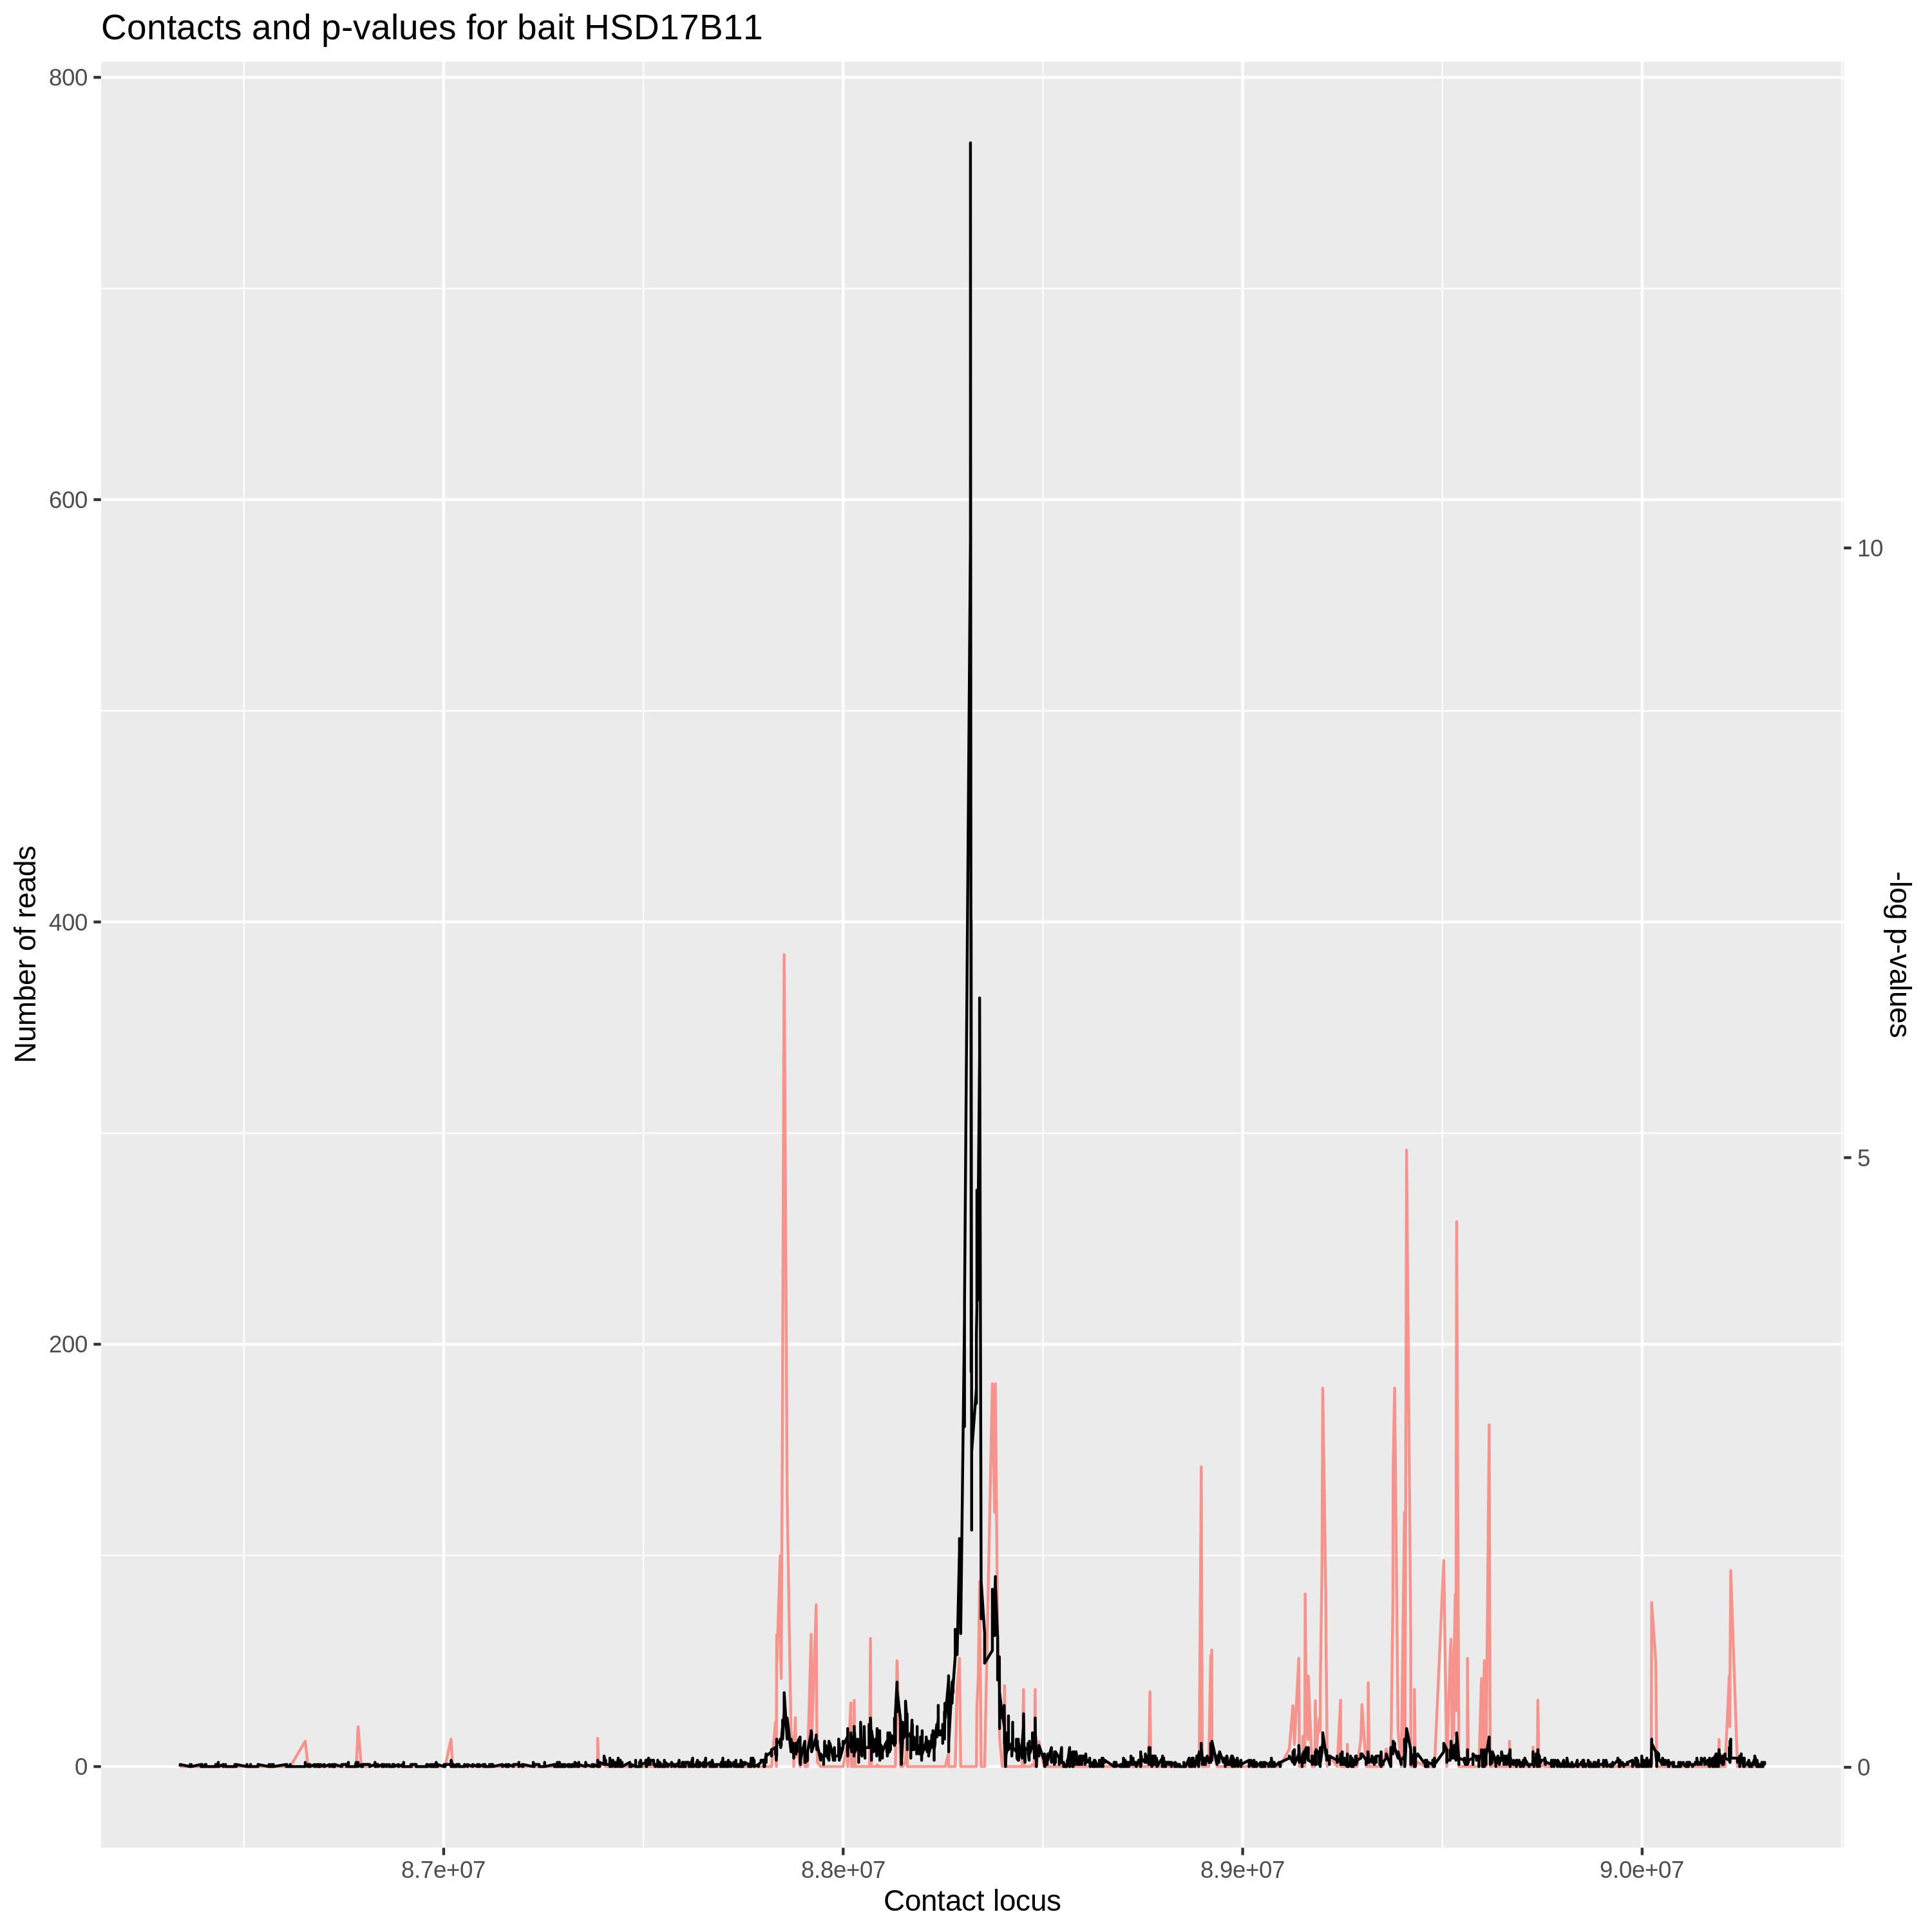 Contacts and p-values for bait HSD17B11
800
600
400
200
0
Number of reads
10
5
0
-log p-values
8.7e+07
8.8e+07
8.9e+07
9.0e+07
Contact locus